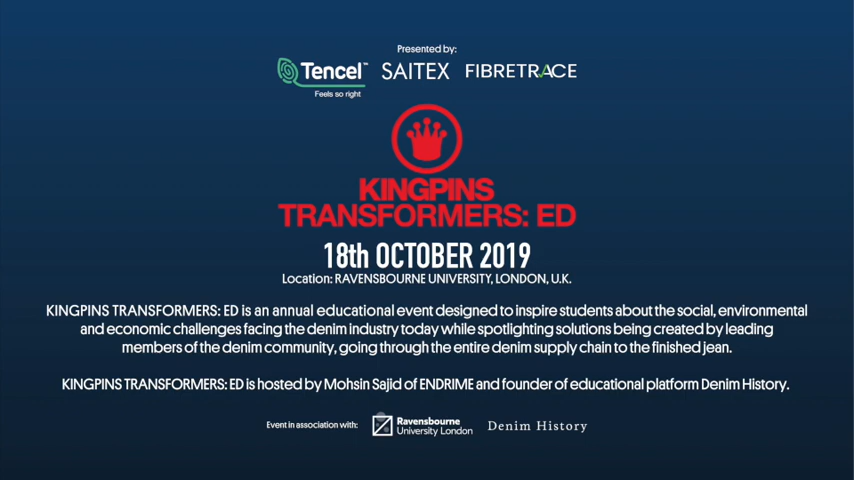 Presented by:
Tencel™ SAITEX FIBRETRACE
Feels so right
KINGPINS
TRANSFORMERS: ED
18th OCTOBER 2019
Location: RAVENSBOURNE UNIVERSITY, LONDON, U.K.
KINGPINS TRANSFORMERS: ED is an annual educational event designed to inspire students about the social, environmental
and economic challenges facing the denim industry today while spotlighting solutions being created by leading
members of the denim community, going through the entire denim supply chain to the finished jean.
KINGPINS TRANSFORMERS: ED is hosted by Mohsin Sajid of ENDRIME and founder of educational platform Denim History.
Event in association with: Ravensbourne
University London Denim History